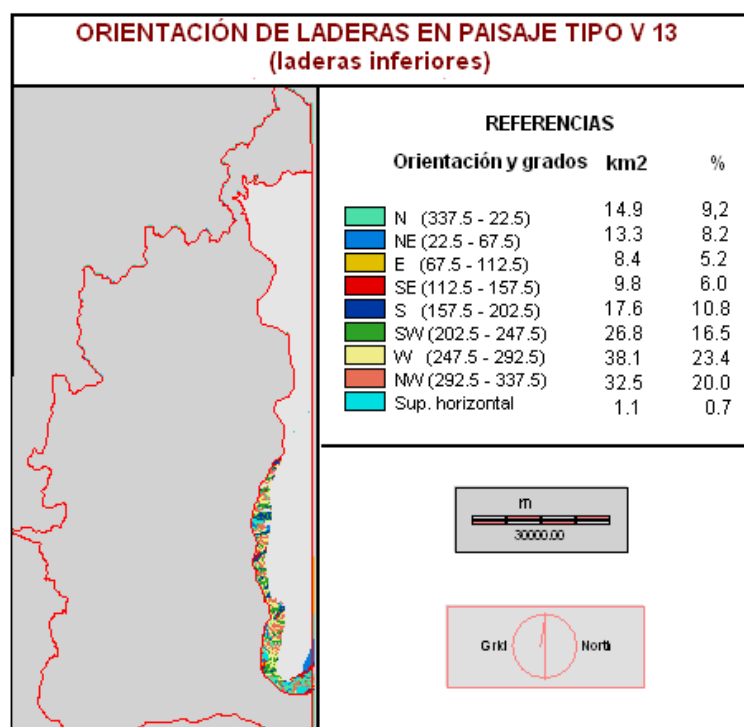 ORIENTACIÓN DE LADERAS EN PAISAJE TIPO V 13
(laderas inferiores)
REFERENCIAS
Orientación y grados km2 %
N (337.5 - 22.5) 14.9 9,2
NE (22.5 - 67.5) 13.3 8.2
E (67.5 - 112.5) 8.4 5.2
SE (112.5 - 157.5) 9.8 6.0
S (157.5 - 202.5) 17.6 10.8
SW (202.5 - 247.5) 26.8 16.5
W (247.5 - 292.5) 38.1 23.4
NW (292.5 - 337.5) 32.5 20.0
Sup. horizontal 1.1 0.7
m
30000.00
Grid North